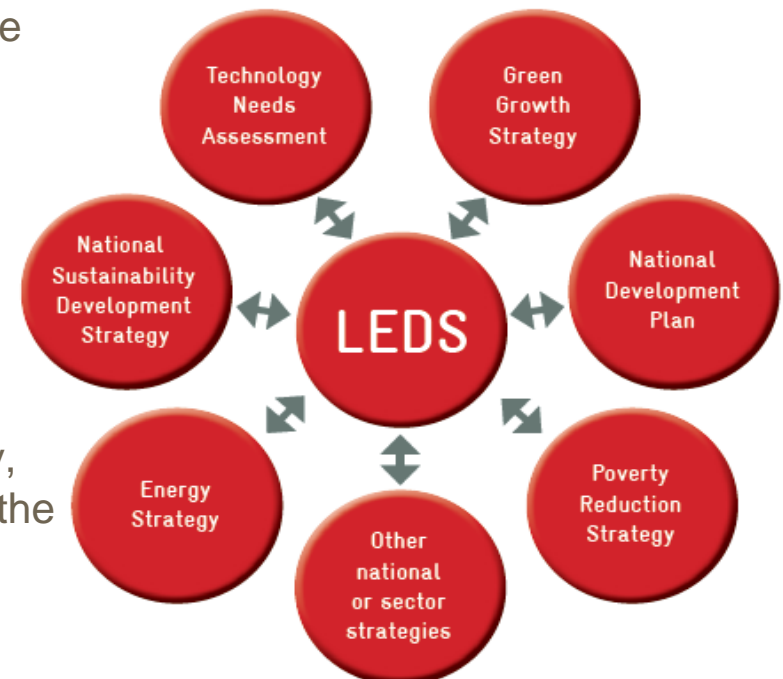 e
Technology
Needs
Assessment
Green
Growth
Strategy
National
Sustainability
Development
Strategy
LEDS
National
Development
Plan
y,
the
Energy
Strategy
Poverty
Reduction
Strategy
Other
national
or sector
strategies